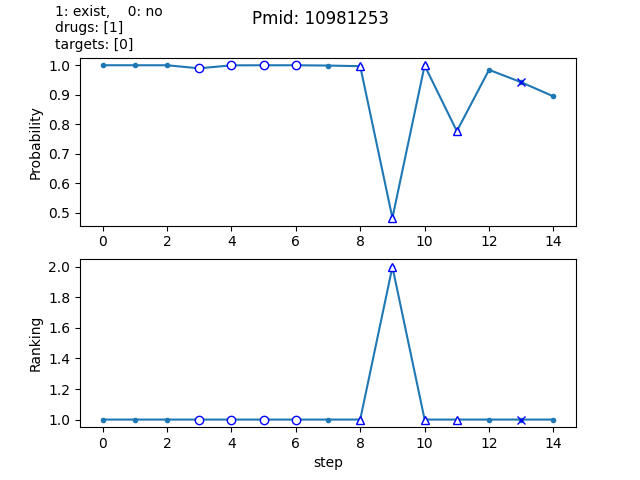 1: exist,    0: no
drugs: [1]
targets: [0]
Pmid: 10981253
Probability
1.0
0.9
0.8
0.7
0.6
0.5
0 2 4 6 8 10 12 14
Ranking
2.0
1.8
1.6
1.4
1.2
1.0
0 2 4 6 8 10 12 14
step